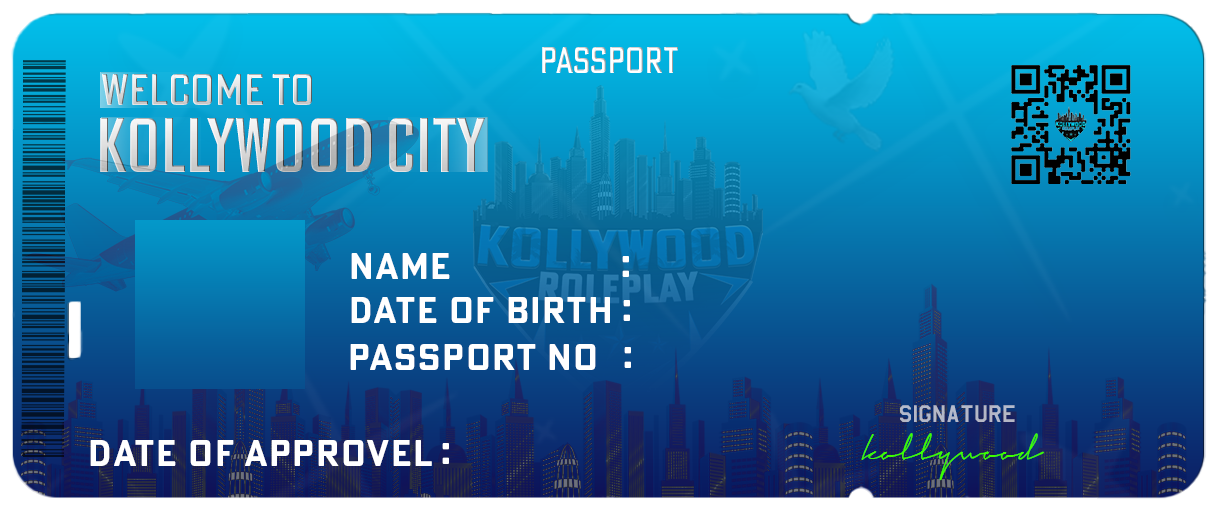 PASSPORT
WELCOME TO
KOLLYWOOD CITY
KOLLYWOOD
ROLEPLAY
NAME :
DATE OF BIRTH :
PASSPORT NO :
SIGNATURE
kollywood
DATE OF APPROVEL :